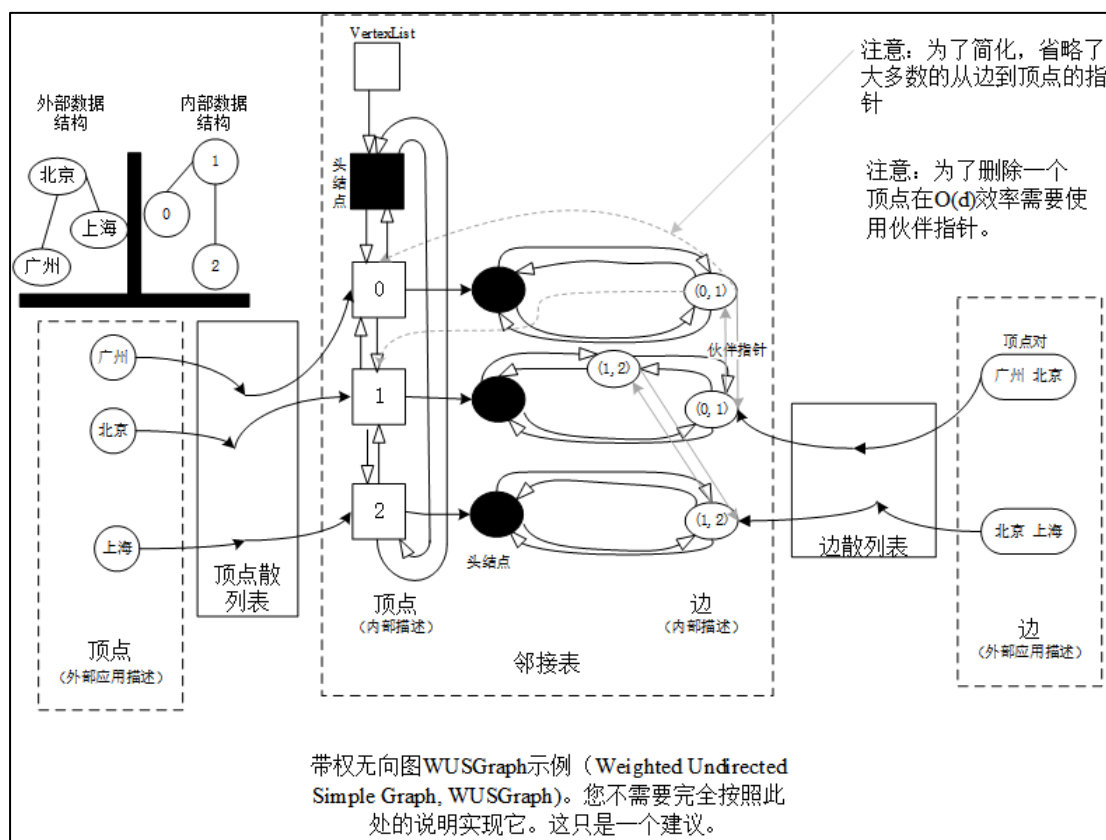 VertexList
注意：为了简化，省略了
大多数的从边到顶点的指
针
注意：为了删除一个
顶点在O(d)效率需要使
用伙伴指针。
外部数据
结构
内部数据
结构
北京
上海
广州
1
0
2
头结点
0
1
2
(0,1)
(1,2)
(0,1)
(1,2)
伙伴指针
头结点
广州
北京
上海
顶点散
列表
顶点
（外部应用描述）
顶点
（内部描述）
边
（内部描述）
邻接表
顶点对
广州 北京
北京 上海
边散列表
边
（外部应用描述）
带权无向图WUSGraph示例（Weighted Undirected
Simple Graph, WUSGraph)。您不需要完全按照此
处的说明实现它。这只是一个建议。